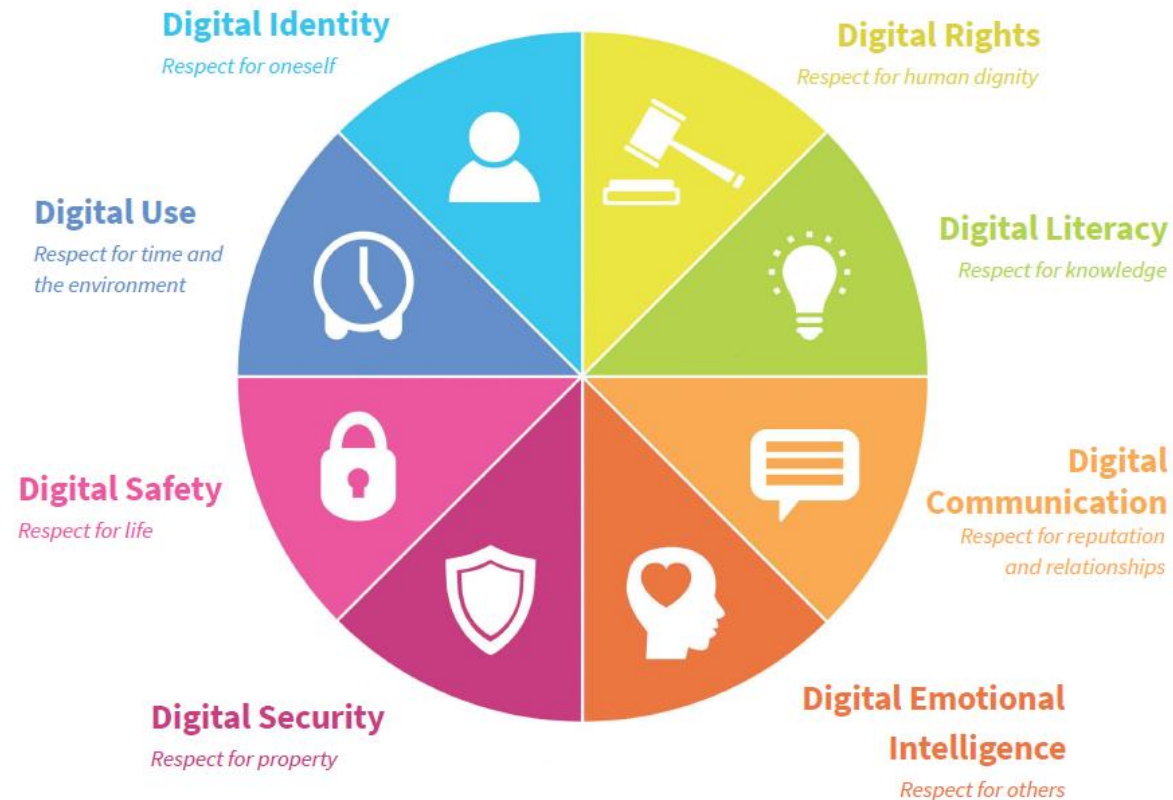 Digital Identity
Respect for oneself
Digital Rights
Respect for human dignity
Digital Literacy
Respect for knowledge
Digital
Communication
Respect for reputation
and relationships
Digital Emotional
Intelligence
Respect for others
Digital Security
Respect for property
Digital Safety
Respect for life
Digital Use
Respect for time and
the environment